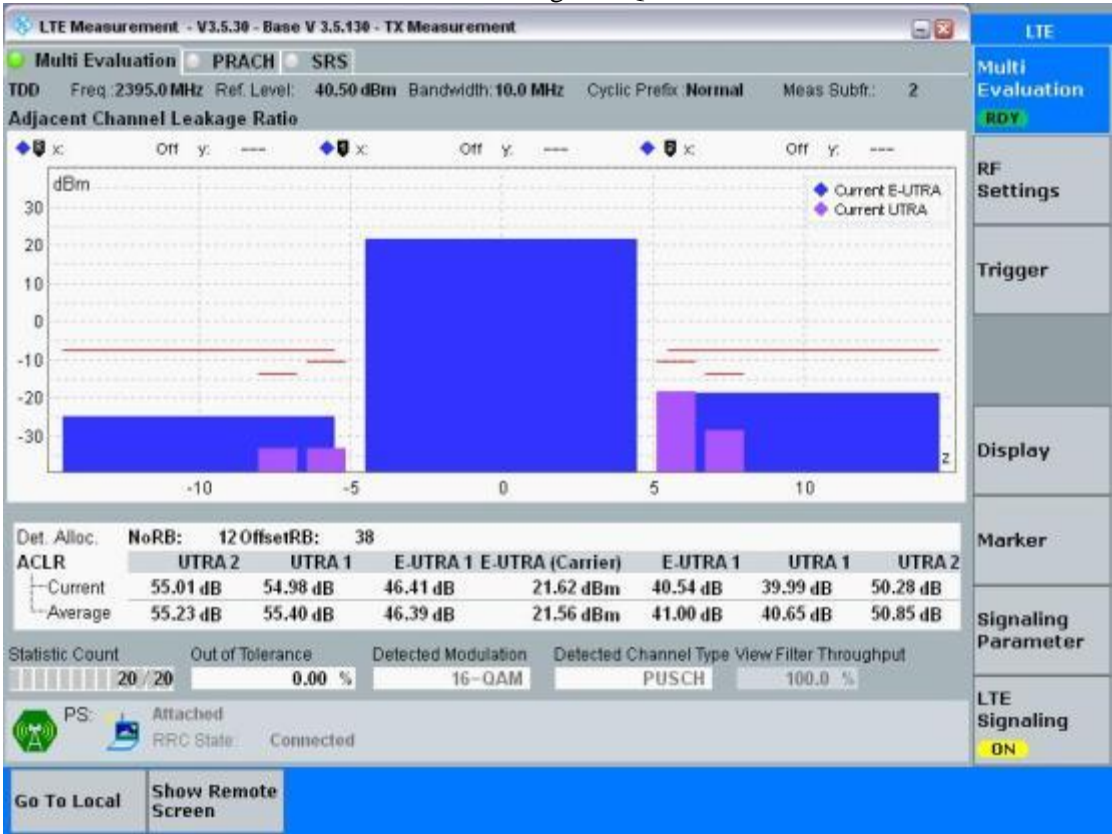 LTE Measurement - V3.5.30 - Base V 3.5.130 - TX Measurement
LTE
Multi Evaluation PRACH SRS
Multi Evaluation
RDY
TDD Freq.:2395.0 MHz Ref. Level: 40.50 dBm Bandwidth: 10.0 MHz Cyclic Prefix: Normal Meas Subfr.: 2
Adjacent Channel Leakage Ratio
x: Off y: --- x: Off y: --- x: Off y: ---
dBm
Current E-UTRA
Current UTRA
30
20
10
0
-10
-20
-30
z
-10 -5 0 5 10
RF Settings
Trigger
Display
Marker
Signaling Parameter
LTE Signaling
ON
Det. Alloc. NoRB: 12 OffsetRB: 38
ACLR UTRA 2 UTRA 1 E-UTRA 1 E-UTRA (Carrier) E-UTRA 1 UTRA 1 UTRA 2
Current 55.01 dB 54.98 dB 46.41 dB 21.62 dBm 40.54 dB 39.99 dB 50.28 dB
Average 55.23 dB 55.40 dB 46.39 dB 21.56 dBm 41.00 dB 40.65 dB 50.85 dB
Statistic Count Out of Tolerance Detected Modulation Detected Channel Type View Filter Throughput
20 / 20 0.00 % 16-QAM PUSCH 100.0 %
PS: Attached
RRC State: Connected
Go To Local Show Remote Screen